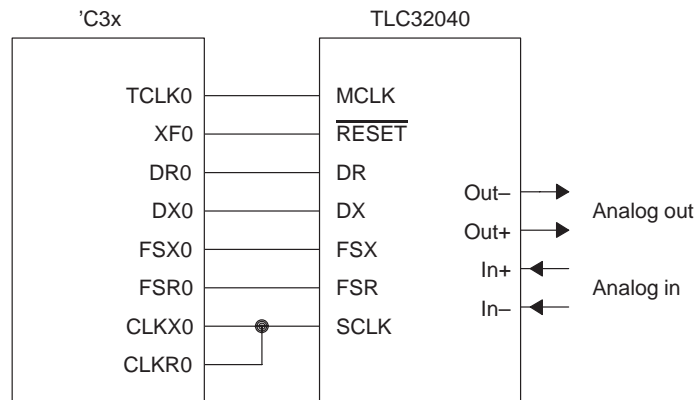 'C3x
TLC32040
TCLK0
MCLK
XF0
RESET
DR0
DR
DX0
DX
FSX0
FSX
FSR0
FSR
CLKX0
SCLK
CLKR0
Out–
Out+
Analog out
In+
In–
Analog in